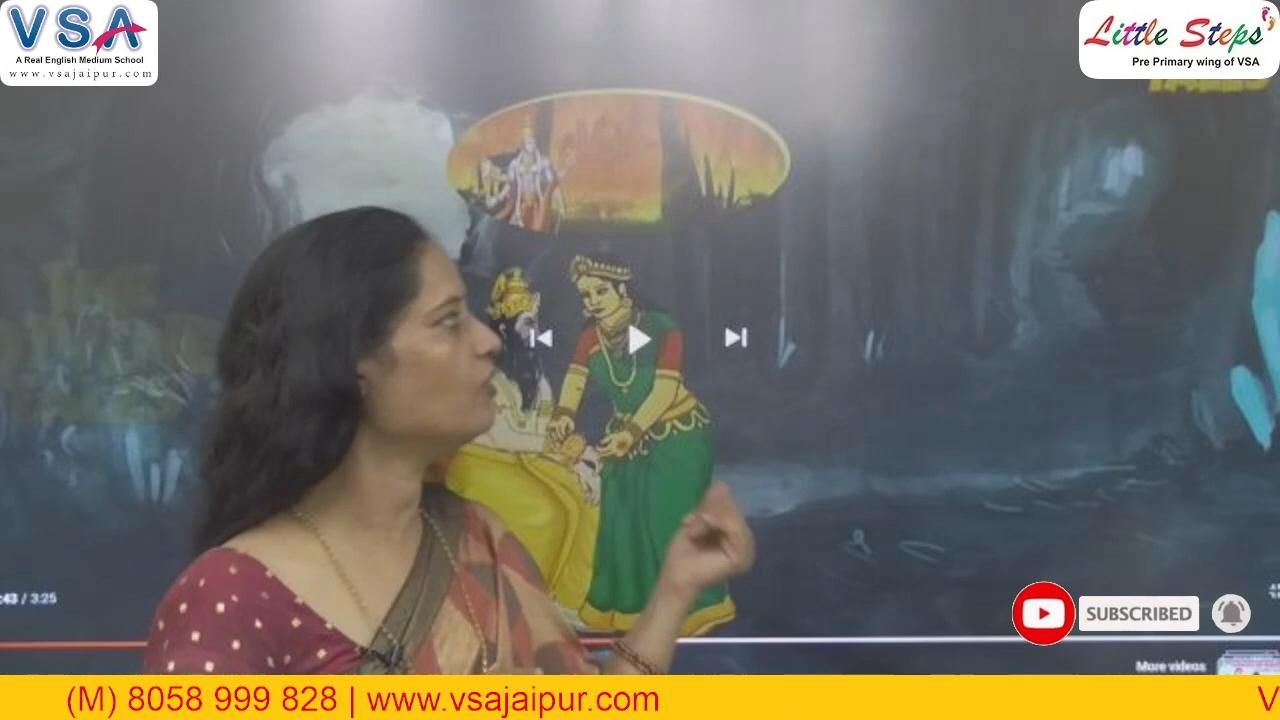 VSA
A Real English Medium School
www.vsajaipur.com
Little Steps
Pre Primary wing of VSA
TALES
:43 / 3:25
SUBSCRIBED
More videos
(M) 8058 999 828 | www.vsajaipur.com
V